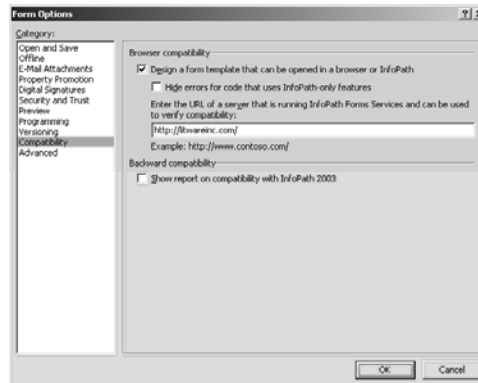 Form Options
Category:
Open and Save
Offline
E-Mail Attachments
Property Promotion
Digital Signatures
Security and Trust
Preview
Programming
Versioning
Compatibility
Advanced
Browser compatibility
Design a form template that can be opened in a browser or InfoPath
Hide errors for code that uses InfoPath-only features
Enter the URL of a server that is running InfoPath Forms Services and can be used
to verify compatibility:
http://litwareinc.com/
Example: http://www.contoso.com/
Backward compatibility
Show report on compatibility with InfoPath 2003
OK Cancel